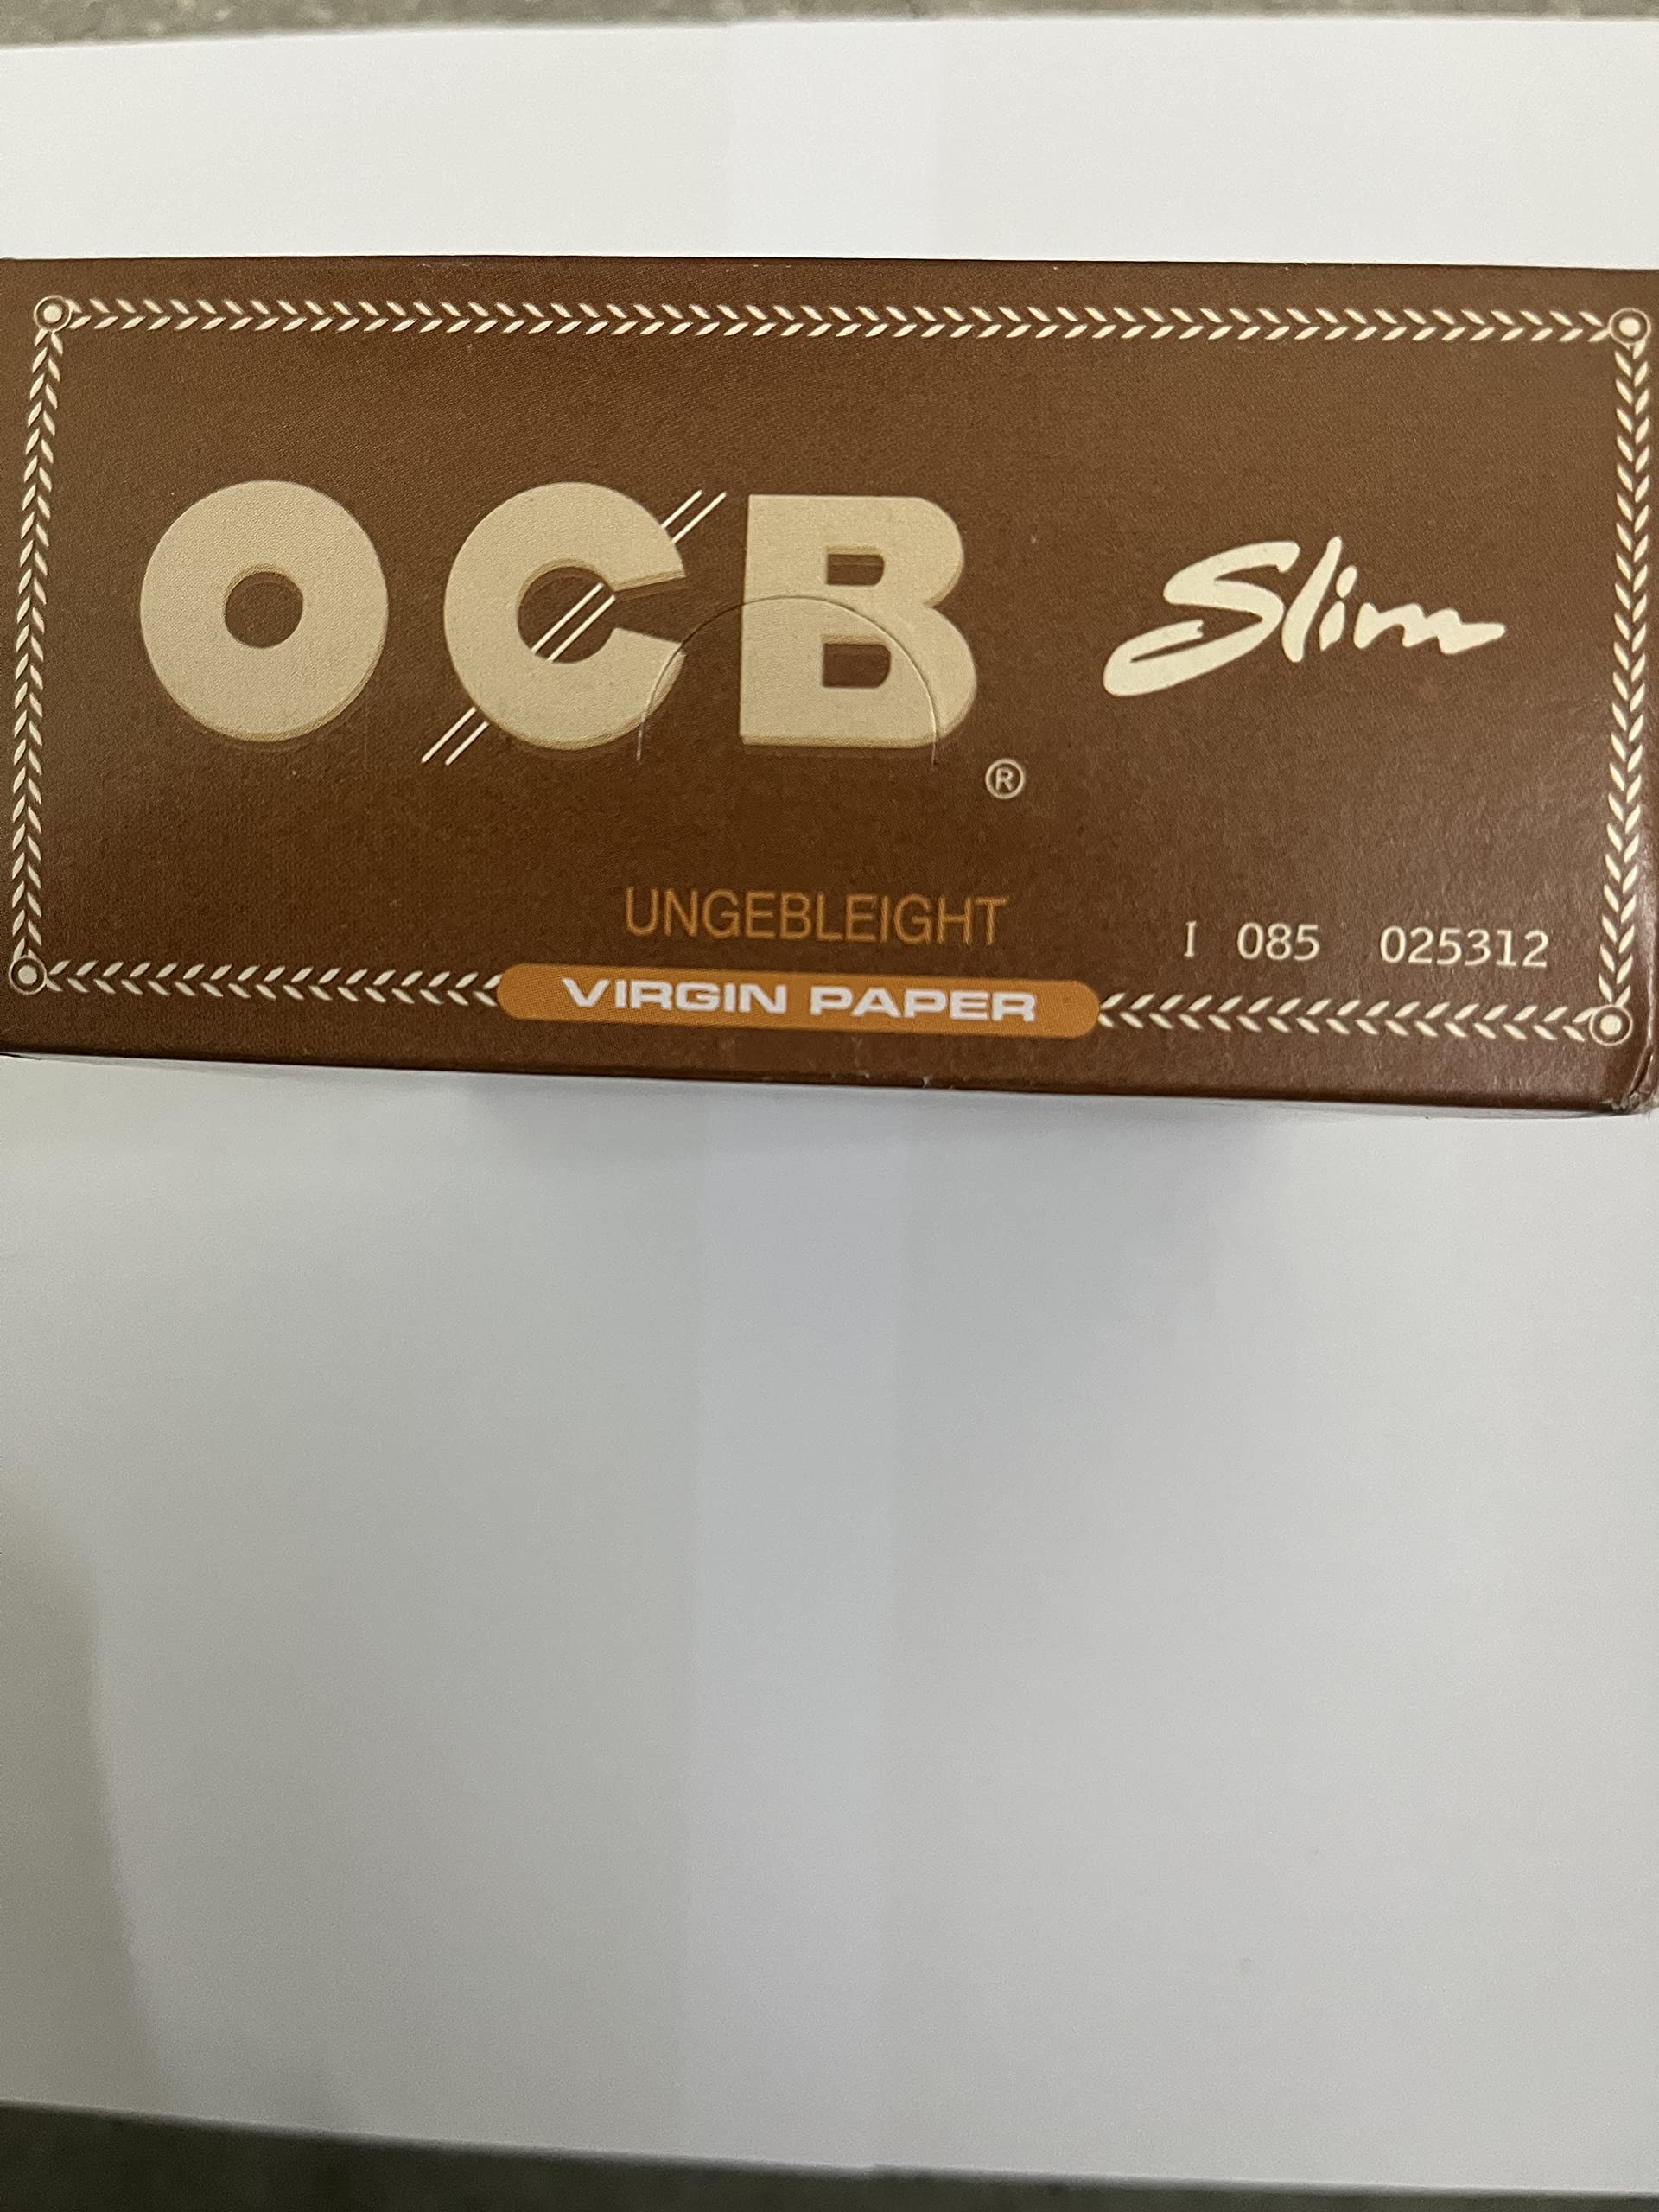 OCB Slim
®
UNGEBLEIGHT
I 085 025312
VIRGIN PAPER